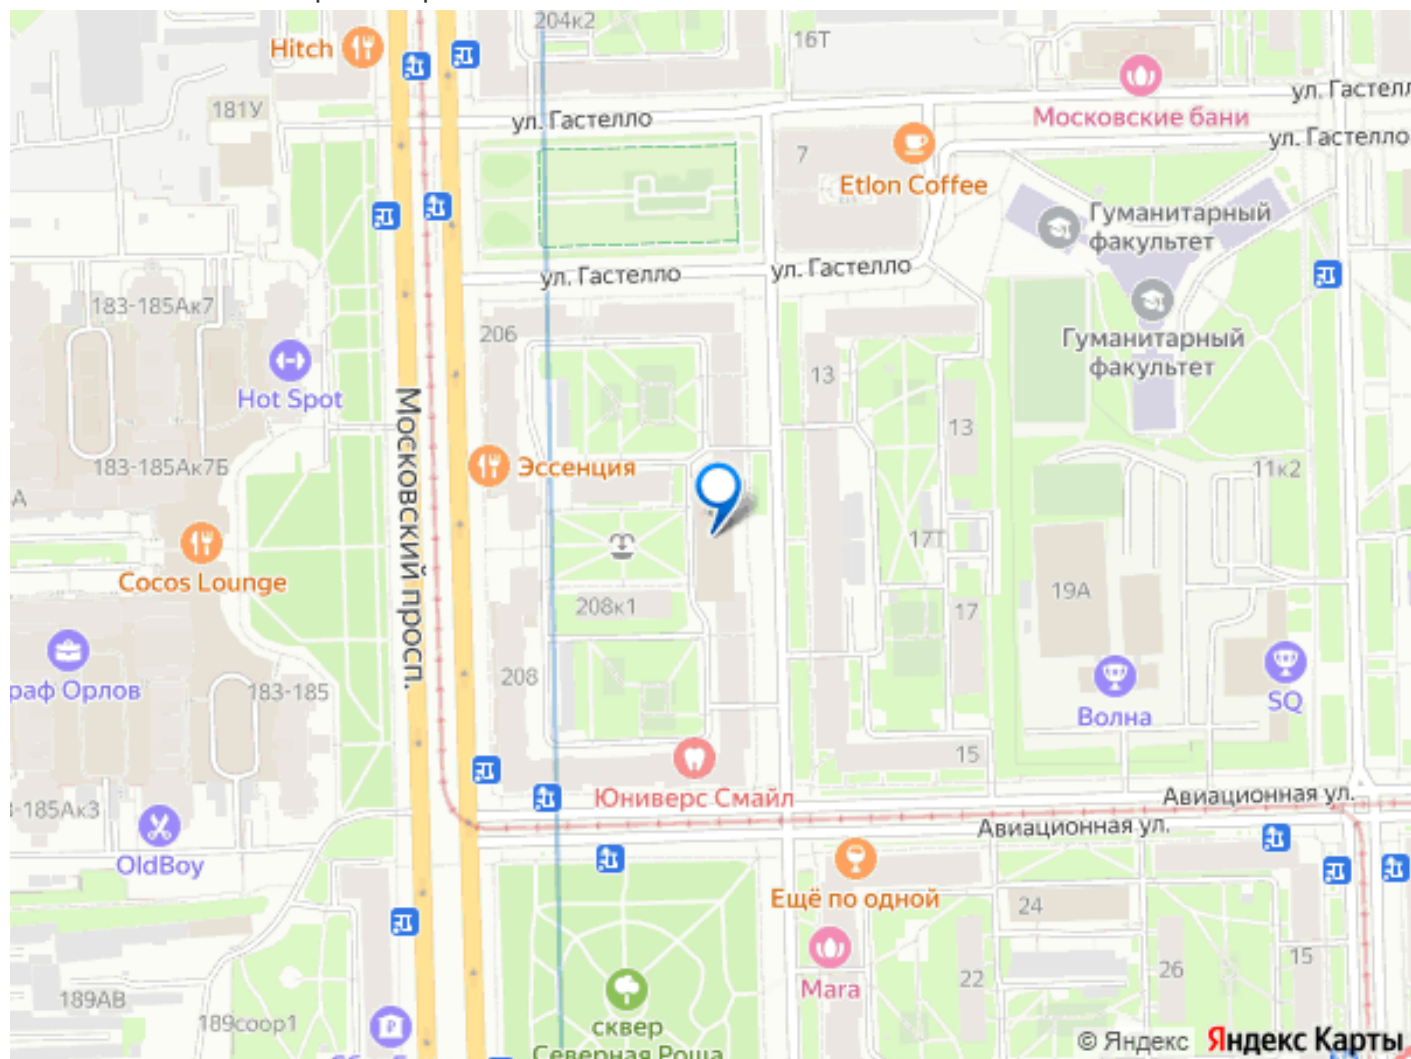 204к2
Hitch
16Т
ул. Гастелло
181У
ул. Гастелло
Московские бани
ул. Гастелло
7
Etlon Coffee
Гуманитарный
факультет
ул. Гастелло
ул. Гастелло
183-185Ак7
206
Гуманитарный
факультет
13
Hot Spot
Московский просп.
13
183-185Ак7Б
Эссенция
11к2
А
17Т
Cocos Lounge
208к1
19А
17
раф Орлов
208
183-185
Волна
SQ
15
Юниверс Смайл
Авиационная ул.
3-185Ак3
Авиационная ул.
OldBoy
Ещё по одной
24
15
Mara
22
26
189АВ
189соор1
сквер
Северная Роща
© Яндекс Яндекс Карты